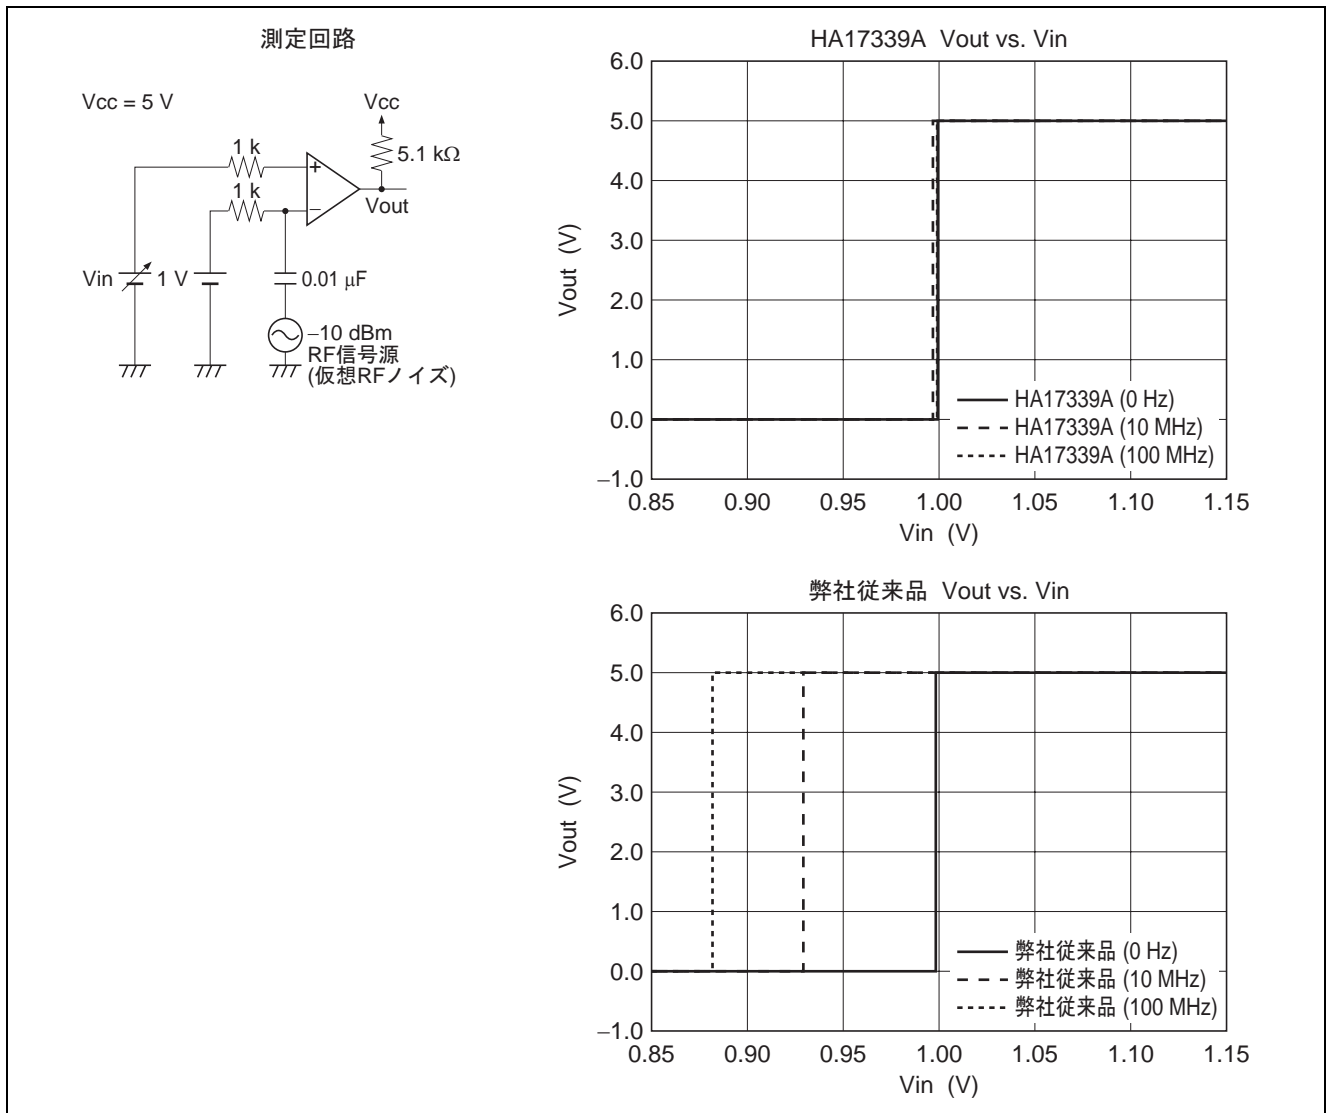 測定回路
Vcc = 5 V
Vcc
1 k
5.1 kΩ
+
1 k
−
Vout
Vin
1 V
0.01 μF
−10 dBm
RF信号源
(仮想RFノイズ)
HA17339A Vout vs. Vin
6.0
5.0
4.0
3.0
2.0
1.0
0.0
−1.0
Vout (V)
HA17339A (0 Hz)
HA17339A (10 MHz)
HA17339A (100 MHz)
0.85 0.90 0.95 1.00 1.05 1.10 1.15
Vin (V)
弊社従来品 Vout vs. Vin
6.0
5.0
4.0
3.0
2.0
1.0
0.0
−1.0
Vout (V)
弊社従来品 (0 Hz)
弊社従来品 (10 MHz)
弊社従来品 (100 MHz)
0.85 0.90 0.95 1.00 1.05 1.10 1.15
Vin (V)